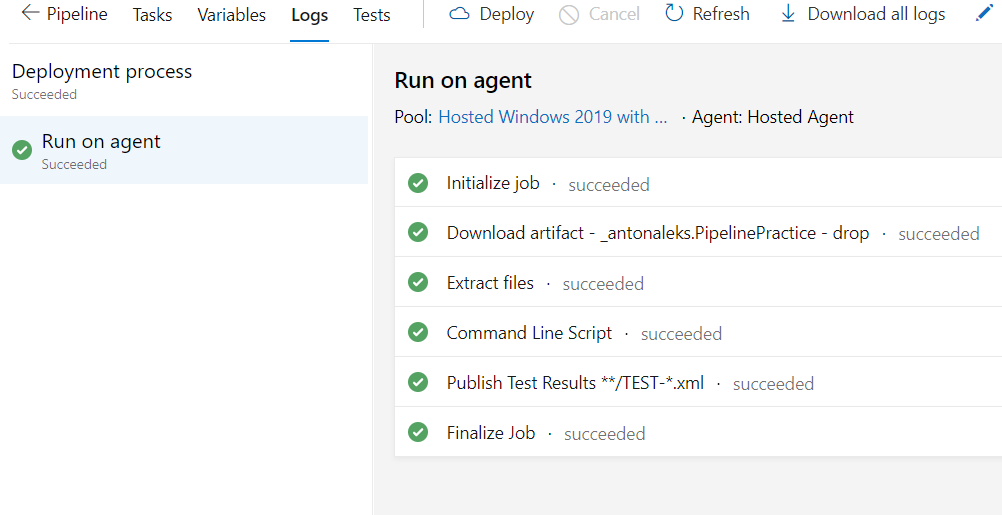 Pipeline Tasks Variables Logs Tests Deploy Cancel Refresh Download all logs
Deployment process
Succeeded
Run on agent
Succeeded
Run on agent
Pool: Hosted Windows 2019 with ... · Agent: Hosted Agent
Initialize job · succeeded
Download artifact - _antonaleks.PipelinePractice - drop · succeeded
Extract files · succeeded
Command Line Script · succeeded
Publish Test Results **/TEST-*.xml · succeeded
Finalize Job · succeeded